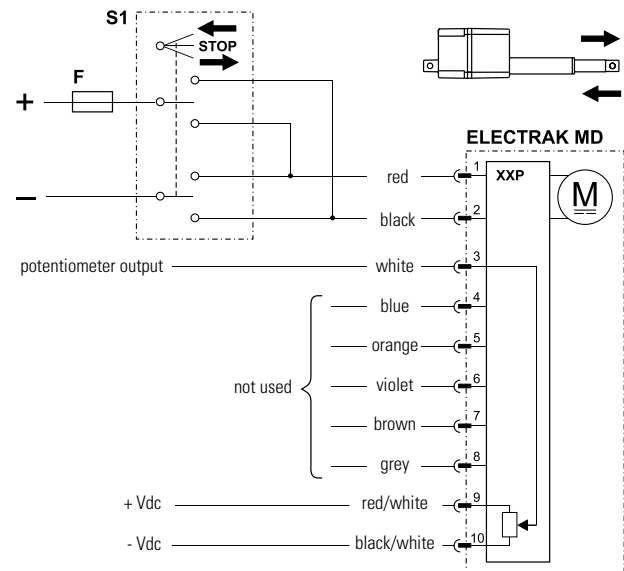 S1
STOP
F
+
−
ELECTRAK MD
XXP
M
1
red
2
black
potentiometer output
white
3
blue
4
orange
5
not used
violet
6
brown
7
grey
8
+ Vdc
red/white
9
- Vdc
black/white
10